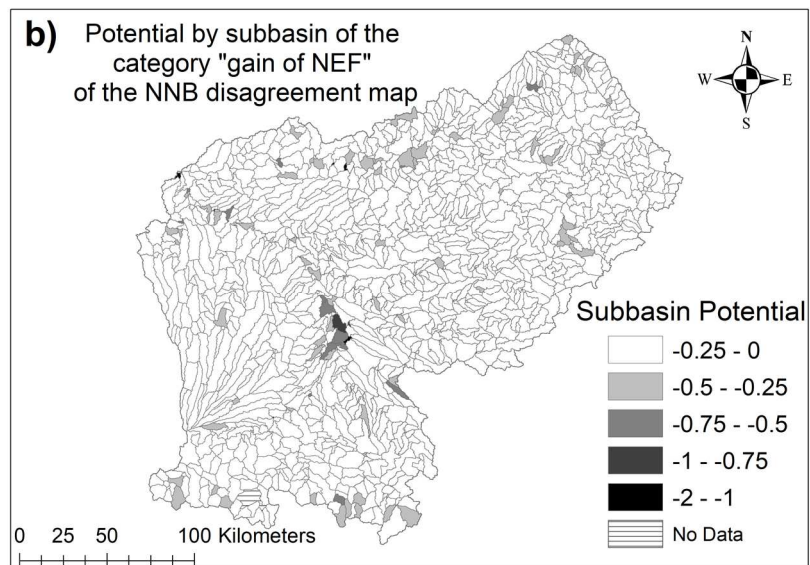 b) Potential by subbasin of the
category "gain of NEF"
of the NNB disagreement map
N
W E
S
Subbasin Potential
-0.25 - 0
-0.5 - -0.25
-0.75 - -0.5
-1 - -0.75
-2 - -1
No Data
0 25 50 100 Kilometers